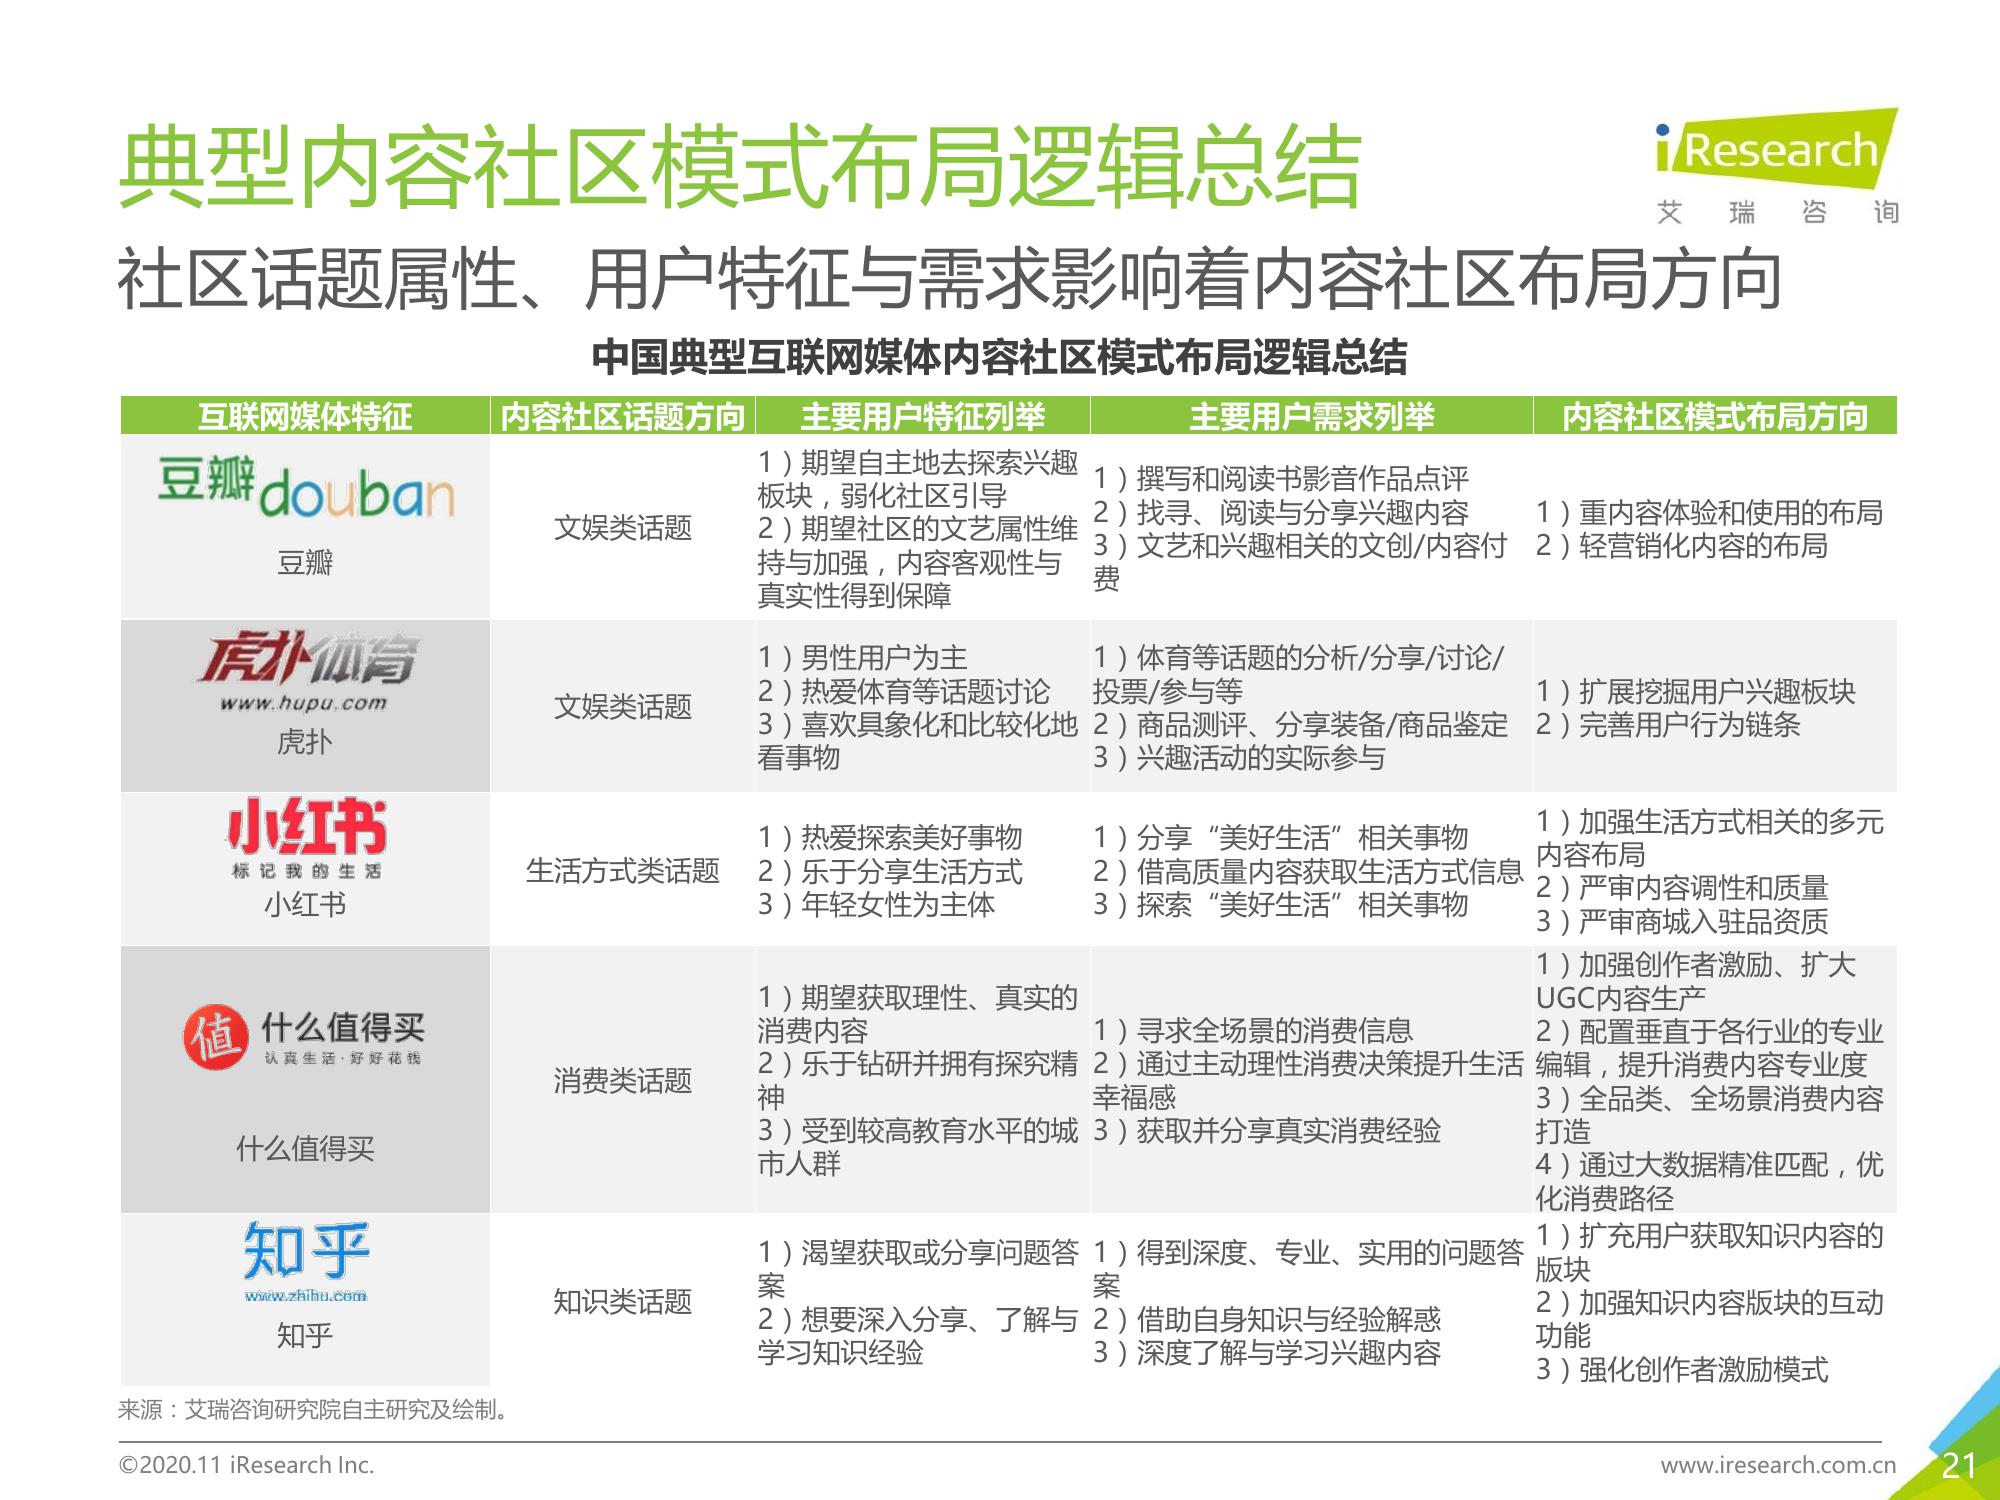 典型内容社区模式布局逻辑总结
iResearch
艾瑞咨询
社区话题属性、用户特征与需求影响着内容社区布局方向
中国典型互联网媒体内容社区模式布局逻辑总结
互联网媒体特征 内容社区话题方向 主要用户特征列举 主要用户需求列举 内容社区模式布局方向
豆瓣douban
豆瓣
文娱类话题
1）期望自主地去探索兴趣
板块，弱化社区引导
2）期望社区的文艺属性维
持与加强，内容客观性与
真实性得到保障
1）撰写和阅读书影音作品点评
2）找寻、阅读与分享兴趣内容
3）文艺和兴趣相关的文创/内容付
费
1）重内容体验和使用的布局
2）轻营销化内容的布局
虎扑体育
www.hupu.com
虎扑
文娱类话题
1）男性用户为主
2）热爱体育等话题讨论
3）喜欢具象化和比较化地
看事物
1）体育等话题的分析/分享/讨论/
投票/参与等
2）商品测评、分享装备/商品鉴定
3）兴趣活动的实际参与
1）扩展挖掘用户兴趣板块
2）完善用户行为链条
小红书
标记我的生活
小红书
生活方式类话题
1）热爱探索美好事物
2）乐于分享生活方式
3）年轻女性为主体
1）分享“美好生活”相关事物
2）借高质量内容获取生活方式信息
3）探索“美好生活”相关事物
1）加强生活方式相关的多元
内容布局
2）严审内容调性和质量
3）严审商城入驻品资质
值 什么值得买
认真生活·好好花钱
什么值得买
消费类话题
1）期望获取理性、真实的
消费内容
2）乐于钻研并拥有探究精
神
3）受到较高教育水平的城
市人群
1）寻求全场景的消费信息
2）通过主动理性消费决策提升生活
幸福感
3）获取并分享真实消费经验
1）加强创作者激励、扩大
UGC内容生产
2）配置垂直于各行业的专业
编辑，提升消费内容专业度
3）全品类、全场景消费内容
打造
4）通过大数据精准匹配，优
化消费路径
知乎
www.zhihu.com
知乎
知识类话题
1）渴望获取或分享问题答
案
2）想要深入分享、了解与
学习知识经验
1）得到深度、专业、实用的问题答
案
2）借助自身知识与经验解惑
3）深度了解与学习兴趣内容
1）扩充用户获取知识内容的
版块
2）加强知识内容版块的互动
功能
3）强化创作者激励模式
来源：艾瑞咨询研究院自主研究及绘制。
©2020.11 iResearch Inc.
www.iresearch.com.cn
21